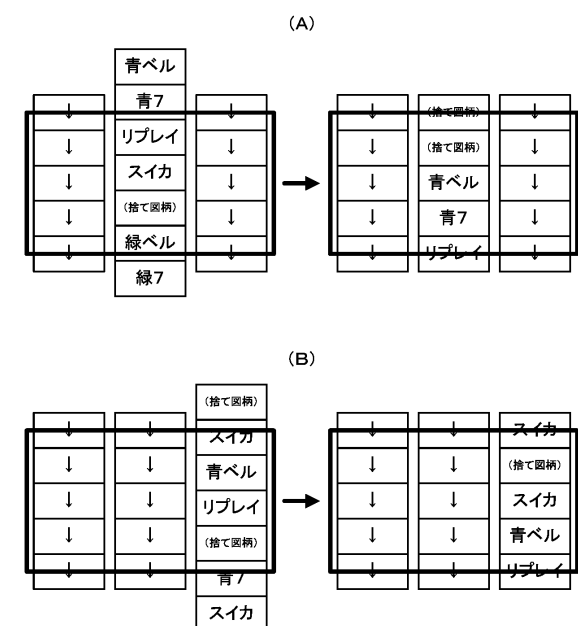 (A)
青ベル
↓ 青7 ↓ ↓ (捨て図柄) ↓
↓ リプレイ ↓ ↓ (捨て図柄) ↓
↓ スイカ ↓ ↓ 青ベル ↓
↓ (捨て図柄) ↓ ↓ 青7 ↓
↓ 緑ベル ↓ ↓ リプレイ ↓
緑7
(B)
(捨て図柄)
↓ ↓ スイカ ↓ ↓ スイカ
↓ ↓ 青ベル ↓ ↓ (捨て図柄)
↓ ↓ リプレイ ↓ ↓ スイカ
↓ ↓ (捨て図柄) ↓ ↓ 青ベル
↓ ↓ 青7 ↓ ↓ リプレイ
スイカ